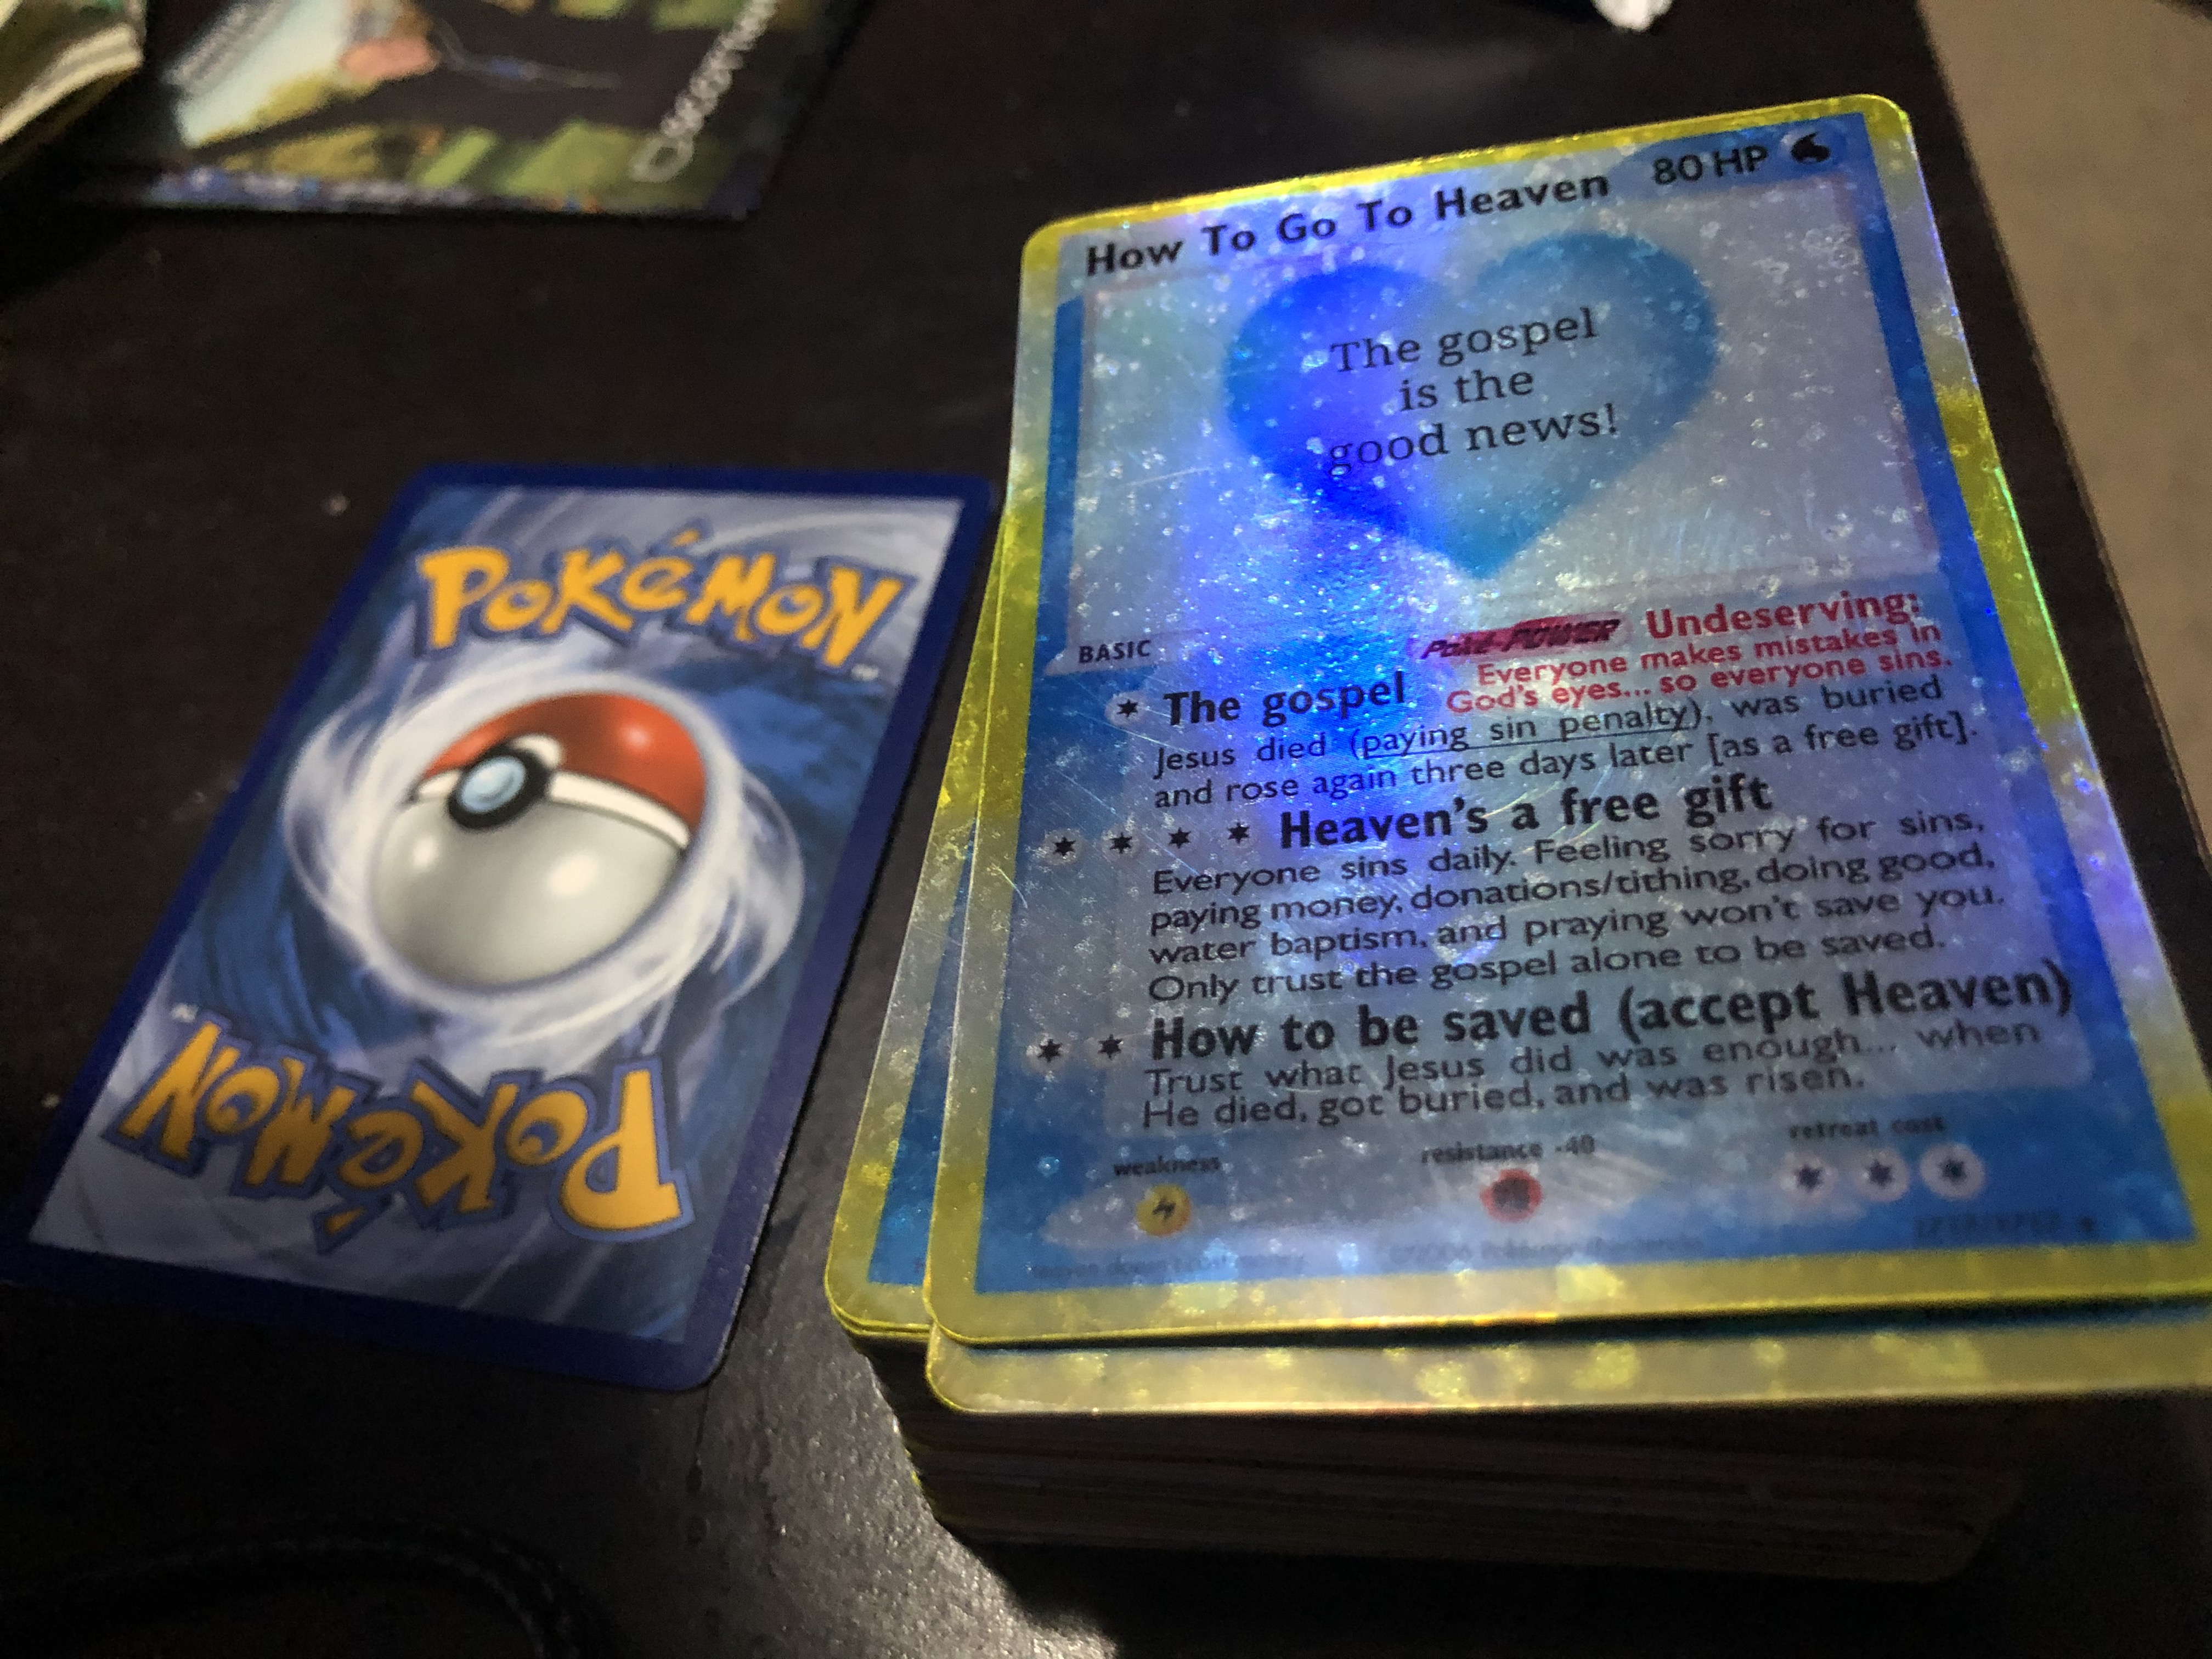 POKéMON
POKéMON
How To Go To Heaven 80 HP
The gospel
is the
good news!
BASIC
Poké-POWER Undeserving:
Everyone makes mistakes in
God's eyes... so everyone sins.
The gospel
Jesus died (paying sin penalty), was buried
and rose again three days later [as a free gift].
Heaven's a free gift
Everyone sins daily. Feeling sorry for sins,
paying money, donations/tithing, doing good,
water baptism, and praying won't save you.
Only trust the gospel alone to be saved.
How to be saved (accept Heaven)
Trust what Jesus did was enough... when
He died, got buried, and was risen.
weakness
resistance -40
retreat cost